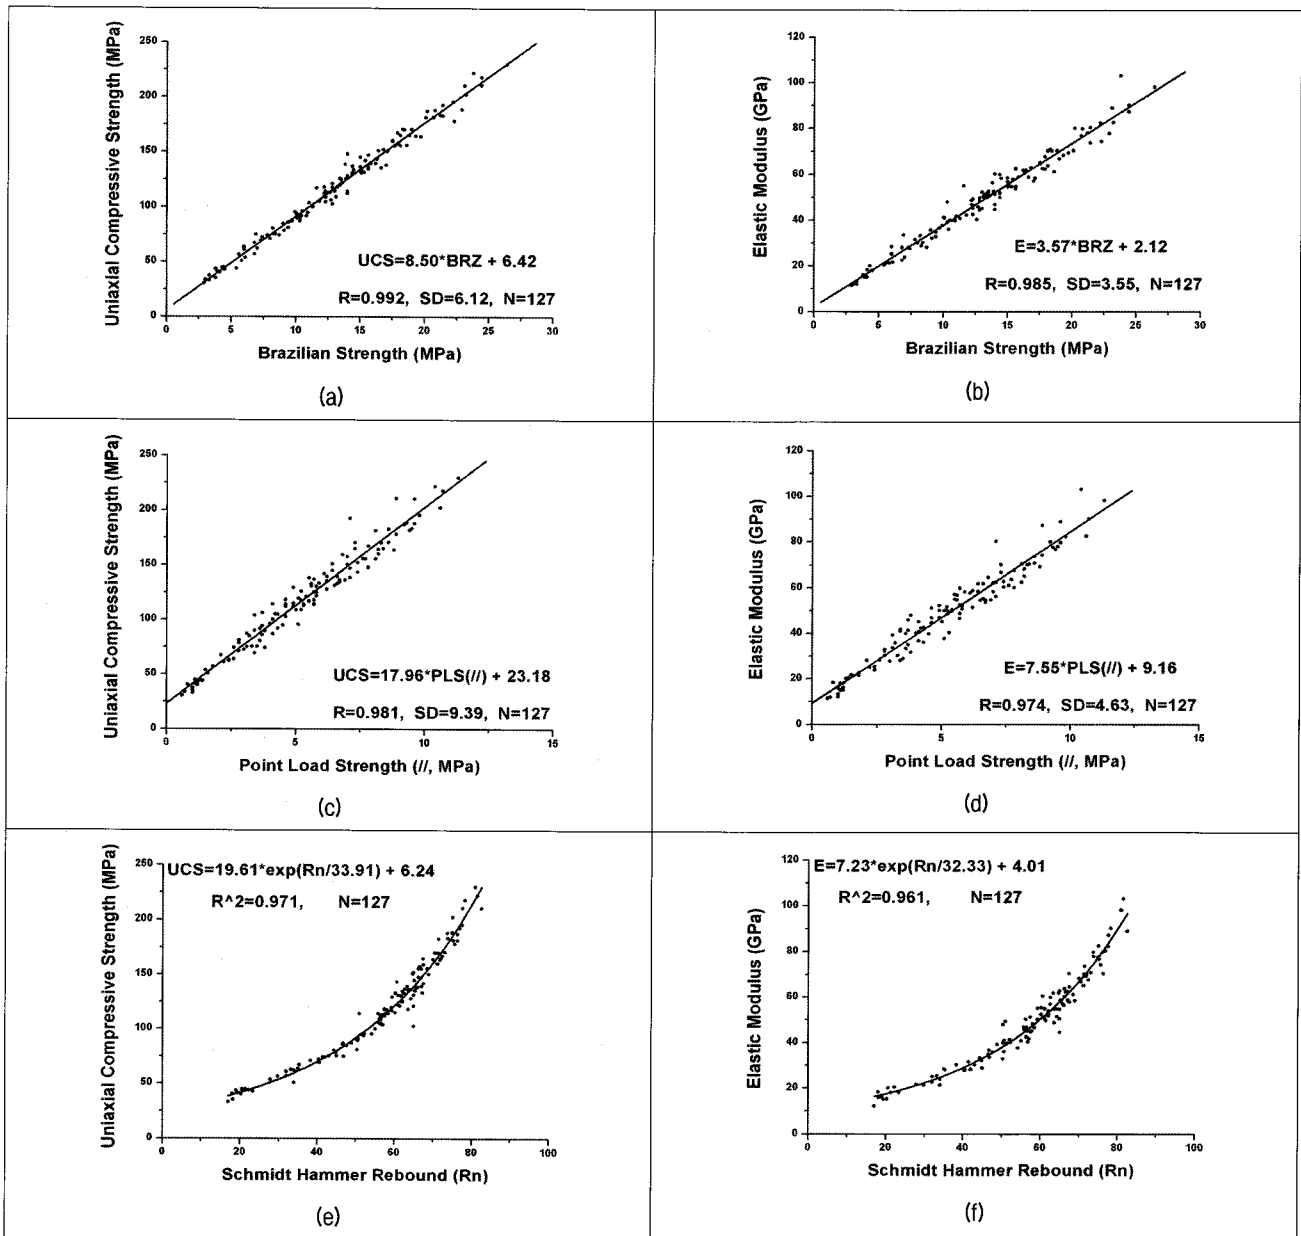 Uniaxial Compressive Strength (MPa)
250
200
150
100
50
0
UCS=8.50*BRZ + 6.42
R=0.992, SD=6.12, N=127
0 5 10 15 20 25 30
Brazilian Strength (MPa)
(a)
Elastic Modulus (GPa)
120
100
80
60
40
20
0
E=3.57*BRZ + 2.12
R=0.985, SD=3.55, N=127
0 5 10 15 20 25 30
Brazilian Strength (MPa)
(b)
Uniaxial Compressive Strength (MPa)
250
200
150
100
50
0
UCS=17.96*PLS(//) + 23.18
R=0.981, SD=9.39, N=127
0 5 10 15
Point Load Strength (//, MPa)
(c)
Elastic Modulus (GPa)
120
100
80
60
40
20
0
E=7.55*PLS(//) + 9.16
R=0.974, SD=4.63, N=127
0 5 10 15
Point Load Strength (//, MPa)
(d)
Uniaxial Compressive Strength (MPa)
UCS=19.61*exp(Rn/33.91) + 6.24
R^2=0.971, N=127
250
200
150
100
50
0
0 20 40 60 80 100
Schmidt Hammer Rebound (Rn)
(e)
Elastic Modulus (GPa)
E=7.23*exp(Rn/32.33) + 4.01
R^2=0.961, N=127
120
100
80
60
40
20
0
0 20 40 60 80 100
Schmidt Hammer Rebound (Rn)
(f)